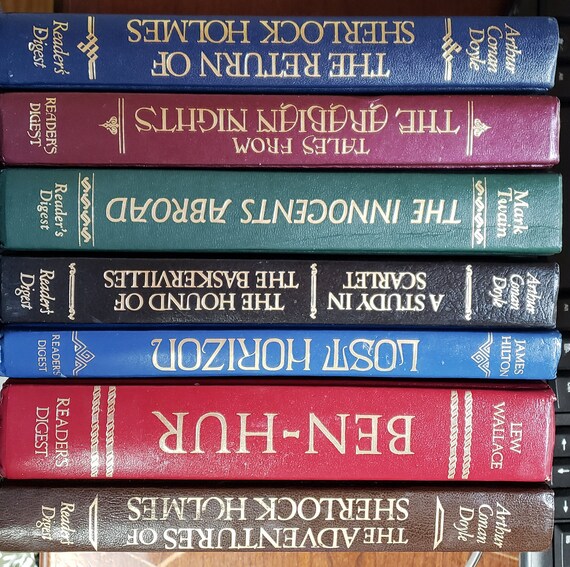 Arthur
Conan
Doyle
THE RETURN OF
SHERLOCK HOLMES
Reader's
Digest
TALES FROM
THE ARABIAN NIGHTS
READER'S
DIGEST
Mark
Twain
THE INNOCENTS ABROAD
Reader's
Digest
Arthur
Conan
Doyle
A STUDY IN
SCARLET
THE HOUND OF
THE BASKERVILLES
Reader's
Digest
JAMES
HILTON
LOST HORIZON
READER'S
DIGEST
LEW
WALLACE
BEN-HUR
READER'S
DIGEST
Arthur
Conan
Doyle
THE ADVENTURES OF
SHERLOCK HOLMES
Reader's
Digest